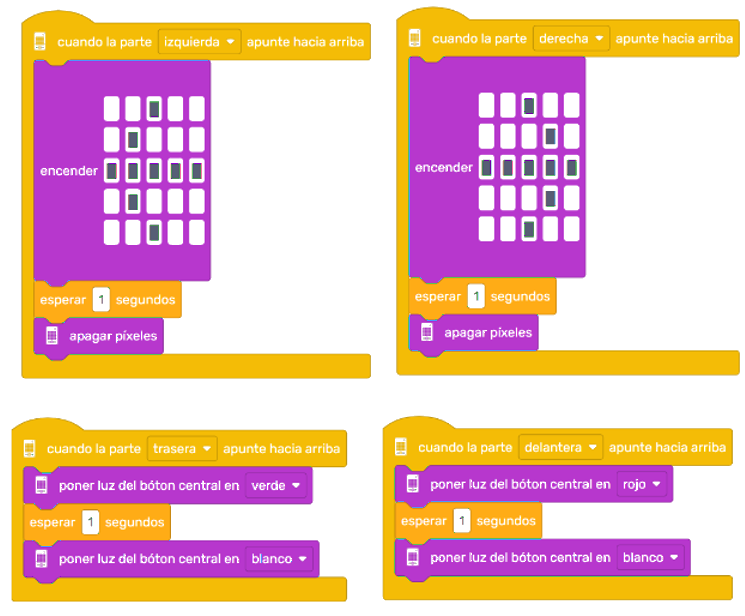 cuando la parte izquierda apunte hacia arriba
encender
esperar 1 segundos
apagar píxeles
cuando la parte derecha apunte hacia arriba
encender
esperar 1 segundos
apagar píxeles
cuando la parte trasera apunte hacia arriba
poner luz del bóton central en verde
esperar 1 segundos
poner luz del bóton central en blanco
cuando la parte delantera apunte hacia arriba
poner luz del bóton central en rojo
esperar 1 segundos
poner luz del bóton central en blanco